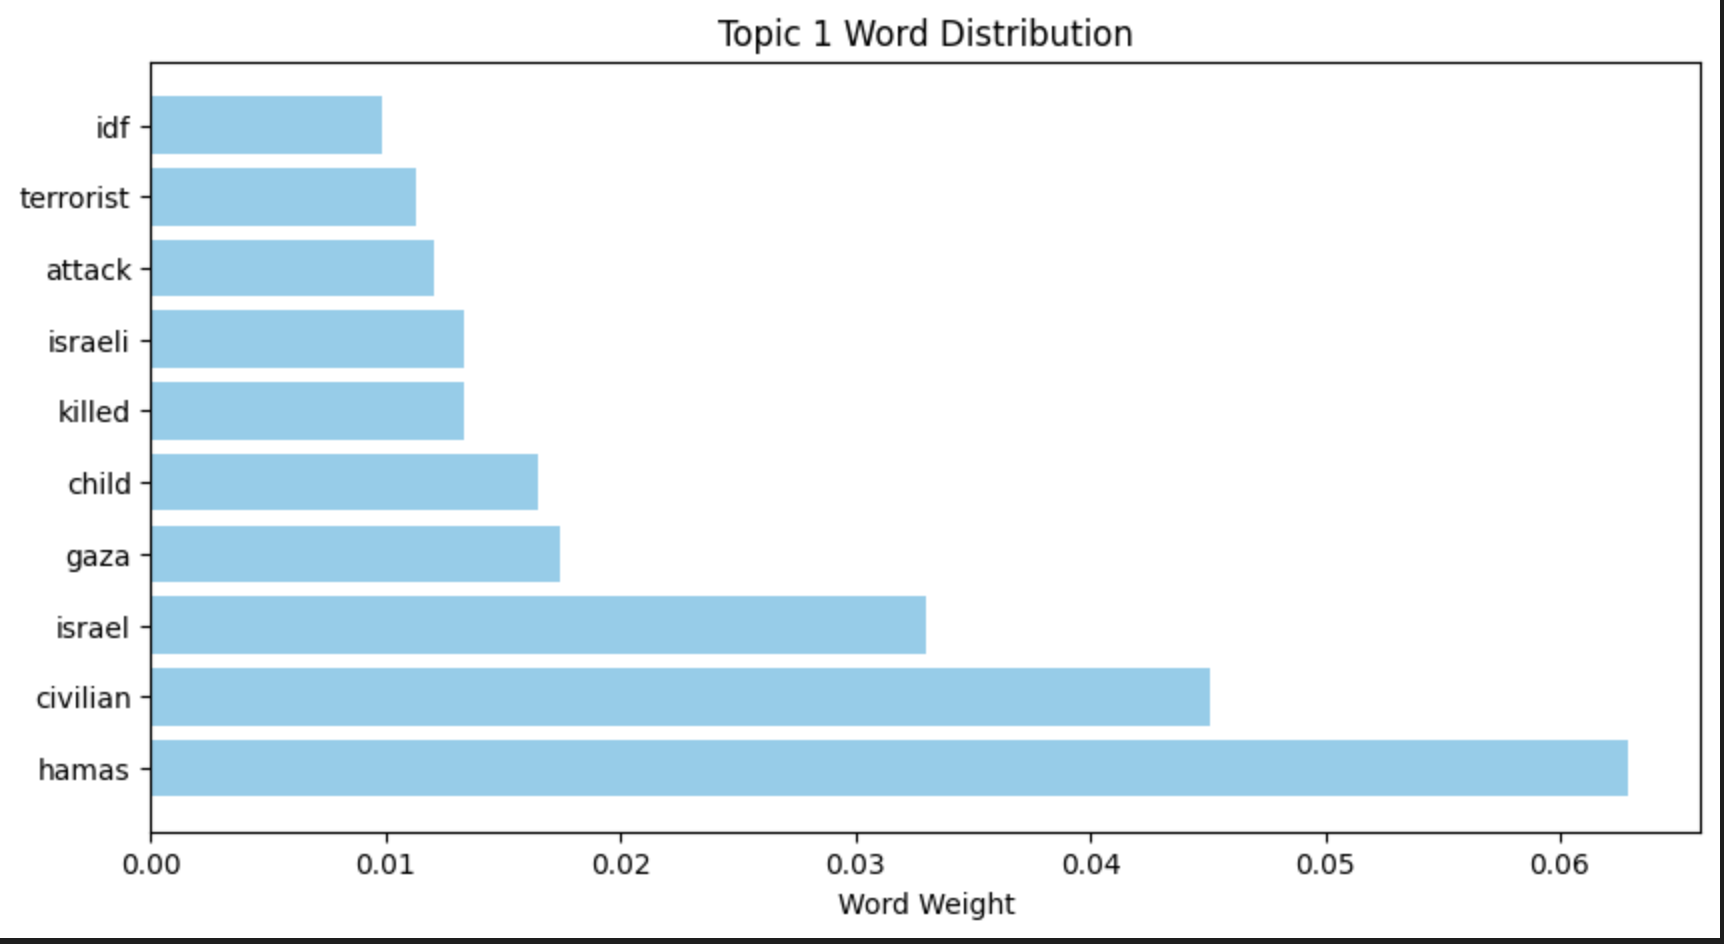 Topic 1 Word Distribution
idf
terrorist
attack
israeli
killed
child
gaza
israel
civilian
hamas
0.00 0.01 0.02 0.03 0.04 0.05 0.06
Word Weight